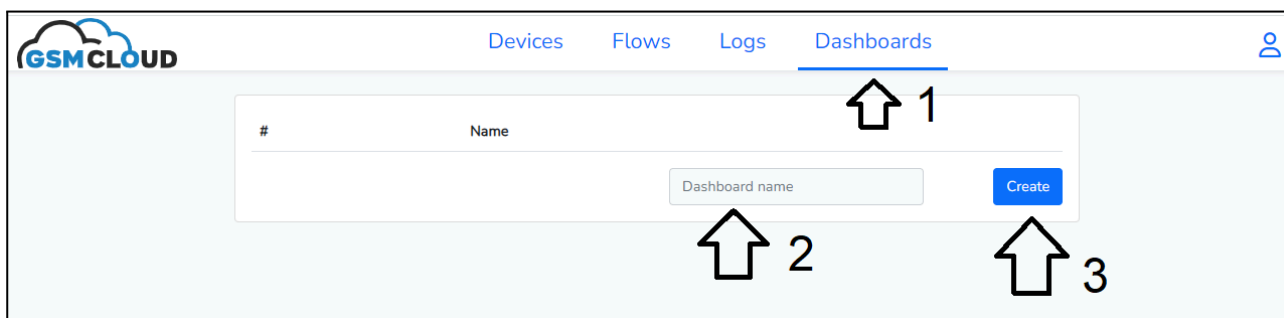 GSMCLOUD
Devices Flows Logs Dashboards
1
# Name
Dashboard name Create
2
3